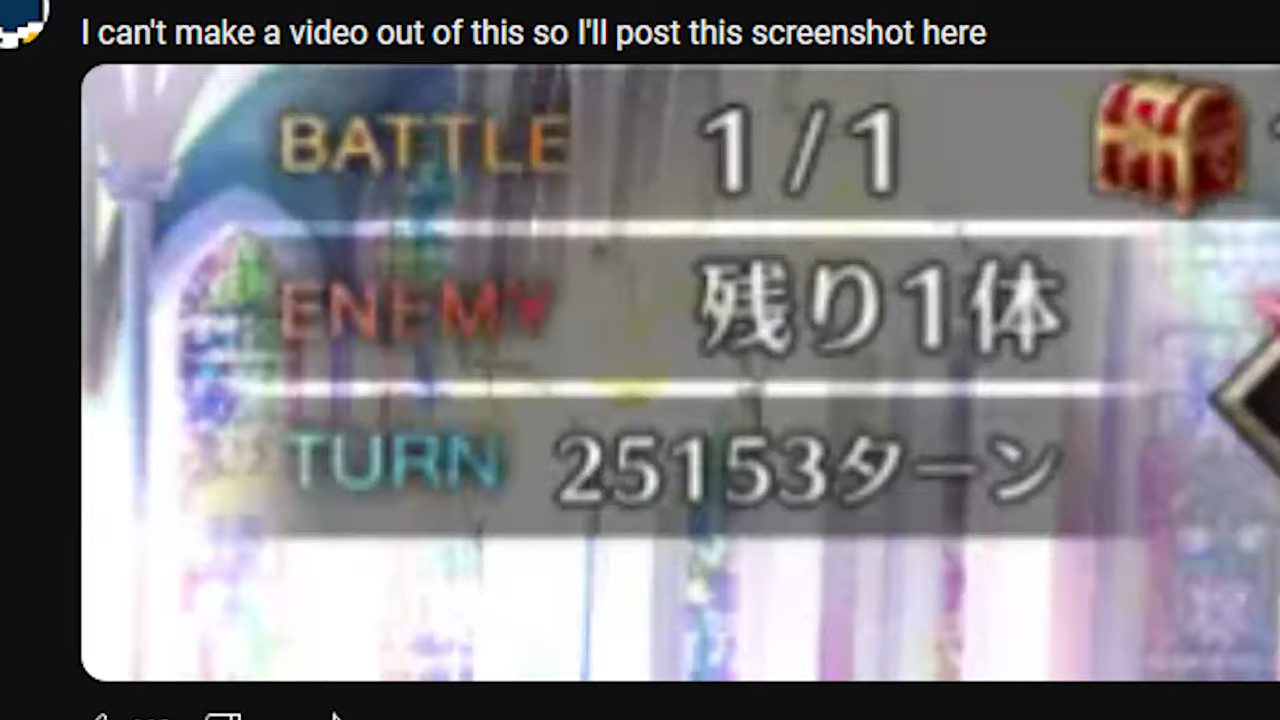 I can't make a video out of this so I'll post this screenshot here
BATTLE 1/1
ENEMY 残り1体
TURN 25153ターン